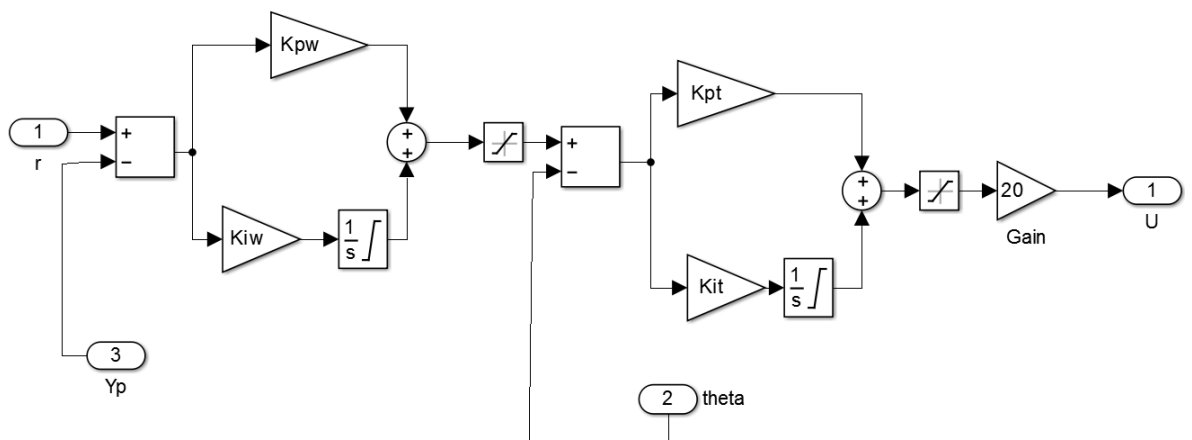 Kpw
+
−
1
r
+
+
Kiw
1
s
3
Yp
+
−
Kpt
+
+
Kit
1
s
20
Gain
1
U
2
theta